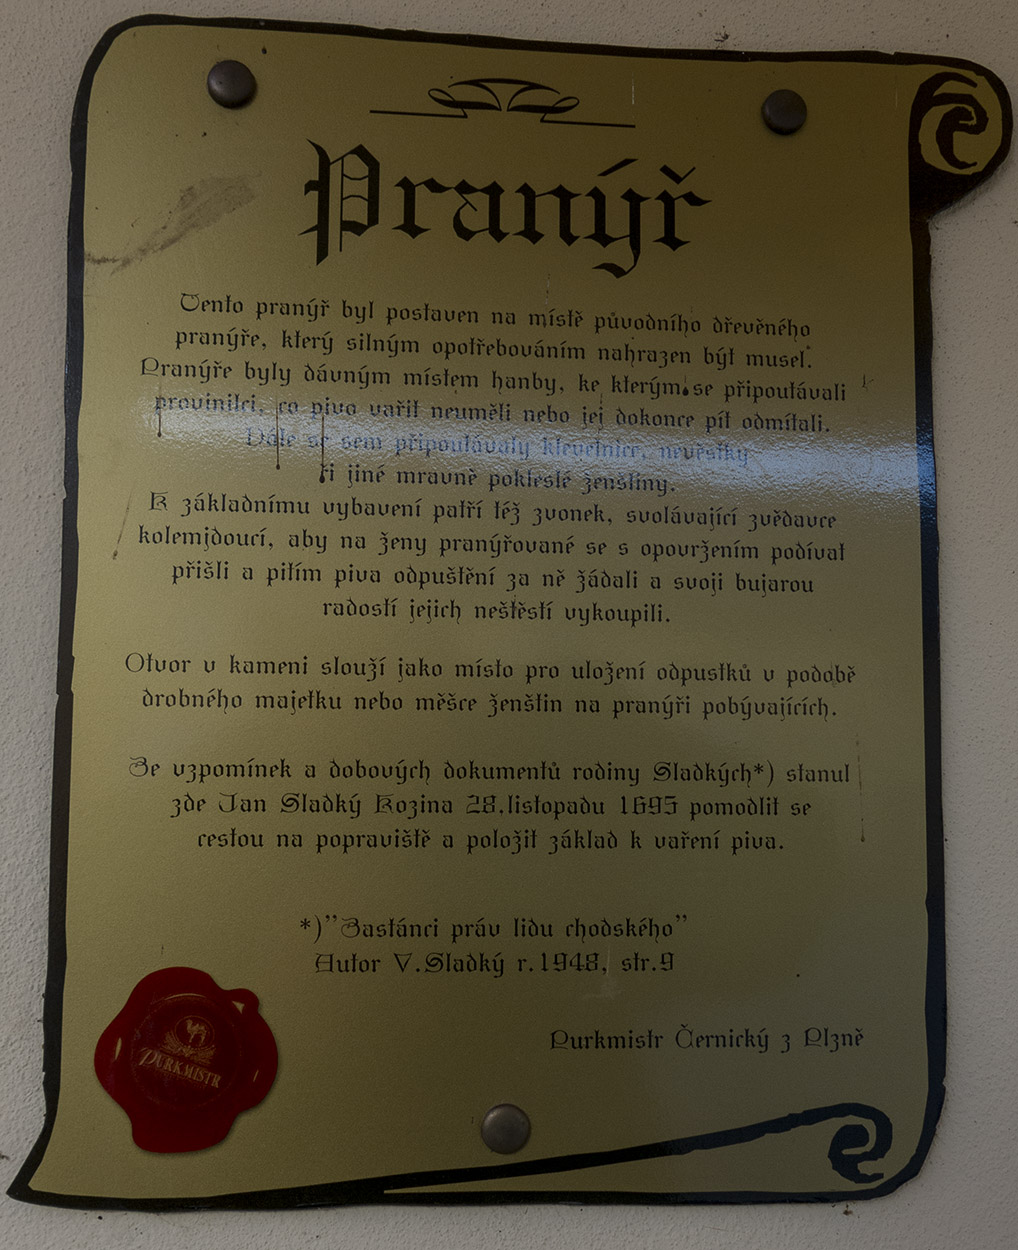 Pranýř
Tento pranýř byl postaven na místě původního dřevěného
pranýře, který silným opotřebováním nahrazen být musel.
Pranýře byly dávným místem hanby, ke kterým se připoutávali
provinilci, co pivo vařit neuměli nebo jej dokonce pít odmítali.
Dále se sem připoutávaly klevetnice, nevěstky
či jiné mravně pokleslé ženštiny.
K základnímu vybavení patří též zvonek, svolávající zvědavce
kolemjdoucí, aby na ženy pranýřované se s opovržením podívat
přišli a pitím piva odpuštění za ně žádali a svoji bujarou
radostí jejich neštěstí vykoupili.
Otvor v kameni slouží jako místo pro uložení odpustků v podobě
drobného majetku nebo měšce ženštin na pranýři pobývajících.
Ze vzpomínek a dobových dokumentů rodiny Sladkých*) stanul
zde Jan Sladký Kozina 28.listopadu 1695 pomodlit se
cestou na popraviště a položit základ k vaření piva.
*)"Zastánci práv lidu chodského"
Autor V.Sladký r.1948, str.9
Purkmistr Černický z Plzně
PURKMISTR